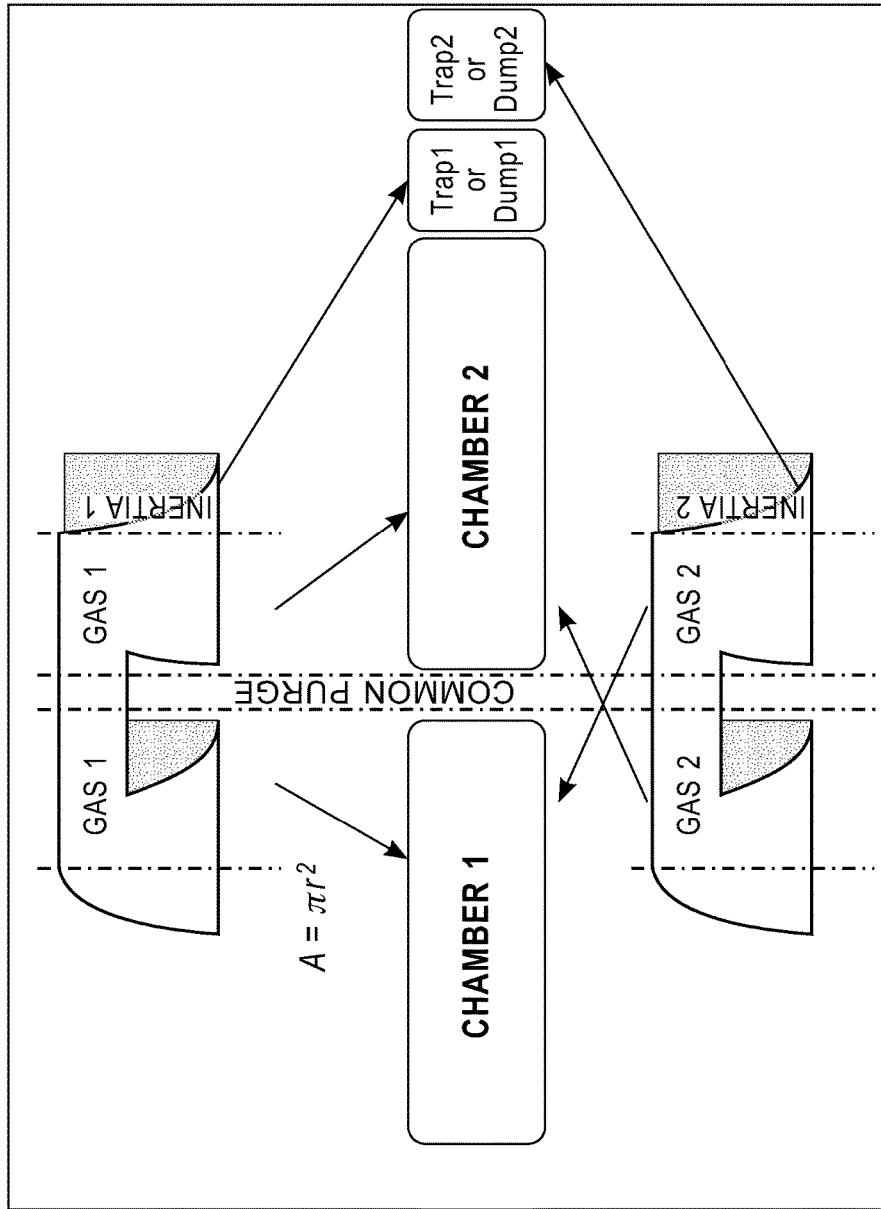 GAS 1
GAS 1
INERTIA 1
A = πr²
COMMON PURGE
CHAMBER 1
CHAMBER 2
Trap1
or
Dump1
Trap2
or
Dump2
GAS 2
GAS 2
INERTIA 2